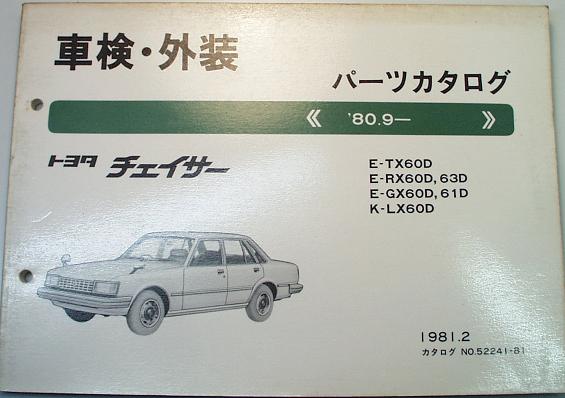 車検・外装
パーツカタログ
《 '80.9— 》
トヨタ チェイサー
E-TX60D
E-RX60D, 63D
E-GX60D, 61D
K-LX60D
1981.2
カタログ NO.52241-81